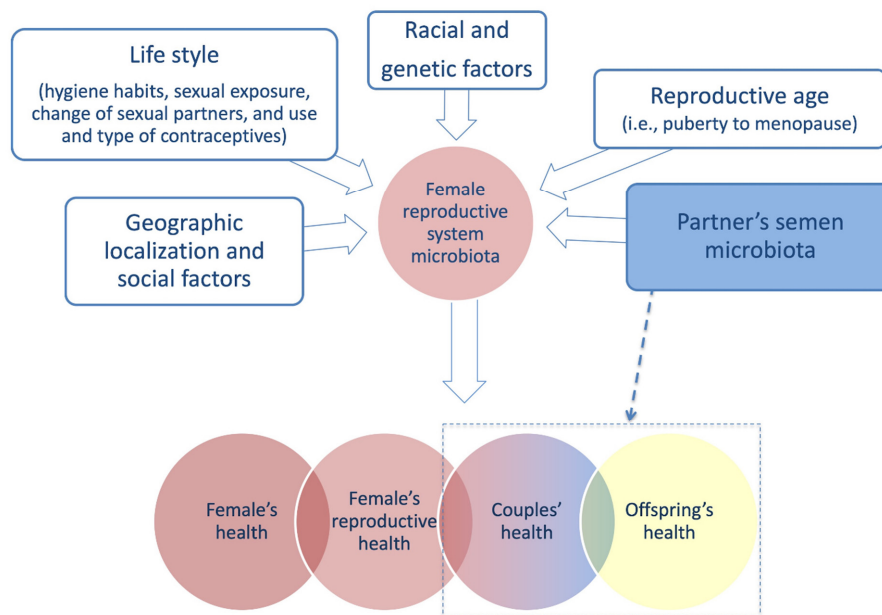 Life style
(hygiene habits, sexual exposure,
change of sexual partners, and use
and type of contraceptives)
Racial and
genetic factors
Reproductive age
(i.e., puberty to menopause)
Geographic
localization and
social factors
Female
reproductive
system
microbiota
Partner's semen
microbiota
Female's
health
Female's
reproductive
health
Couples'
health
Offspring's
health